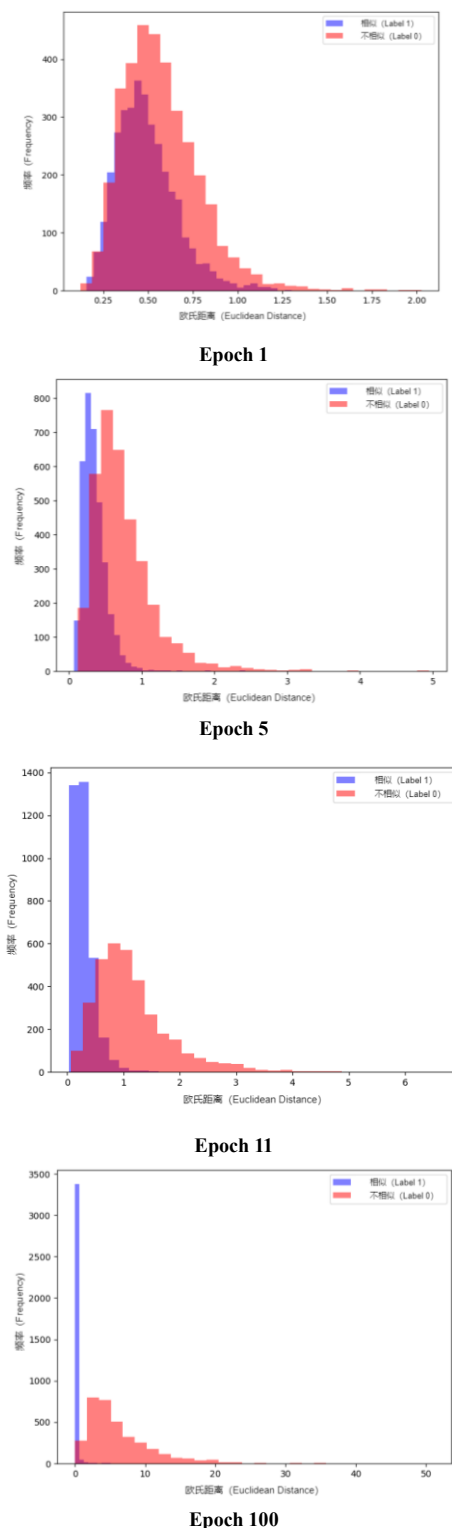 相似 (Label 1)
不相似 (Label 0)
400
300
200
100
0
频率 (Frequency)
0.25 0.50 0.75 1.00 1.25 1.50 1.75 2.00
欧氏距离 (Euclidean Distance)
Epoch 1
相似 (Label 1)
不相似 (Label 0)
800
700
600
500
400
300
200
100
0
频率 (Frequency)
0 1 2 3 4 5
欧氏距离 (Euclidean Distance)
Epoch 5
相似 (Label 1)
不相似 (Label 0)
1400
1200
1000
800
600
400
200
0
频率 (Frequency)
0 1 2 3 4 5 6
欧氏距离 (Euclidean Distance)
Epoch 11
相似 (Label 1)
不相似 (Label 0)
3500
3000
2500
2000
1500
1000
500
0
频率 (Frequency)
0 10 20 30 40 50
欧氏距离 (Euclidean Distance)
Epoch 100